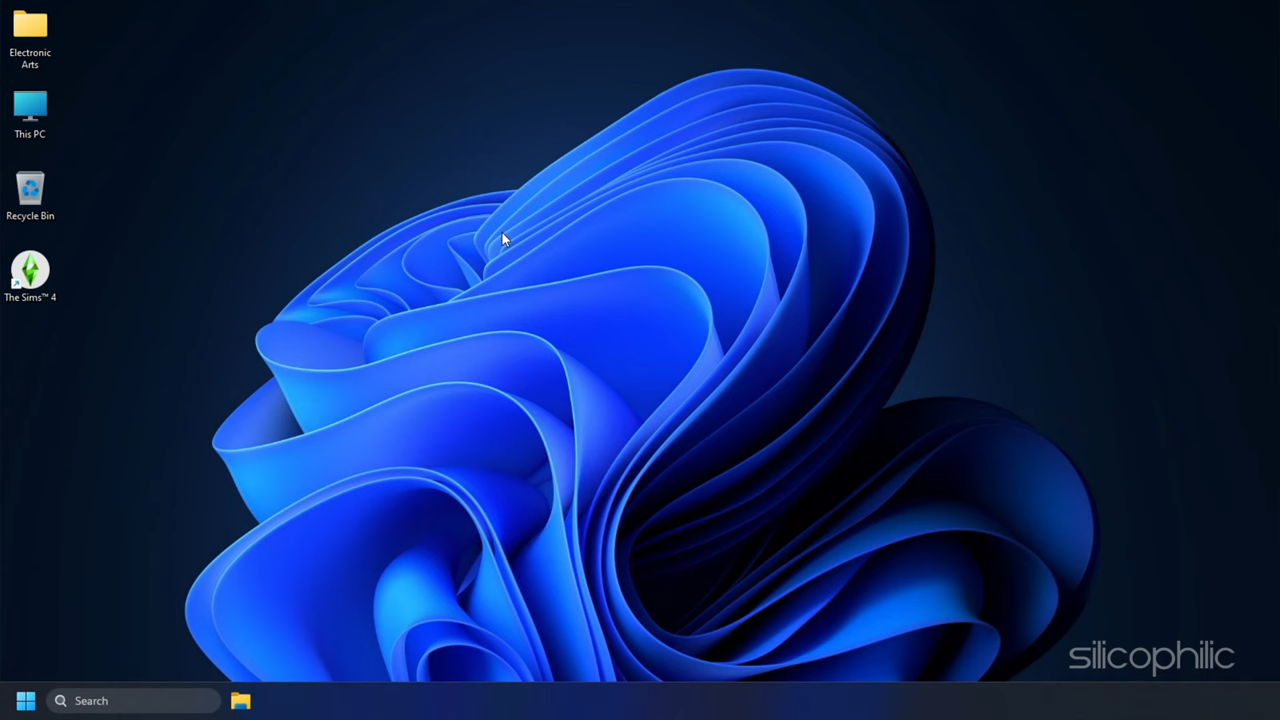 Electronic
Arts
This PC
Recycle Bin
The Sims™ 4
silicophilic
Search